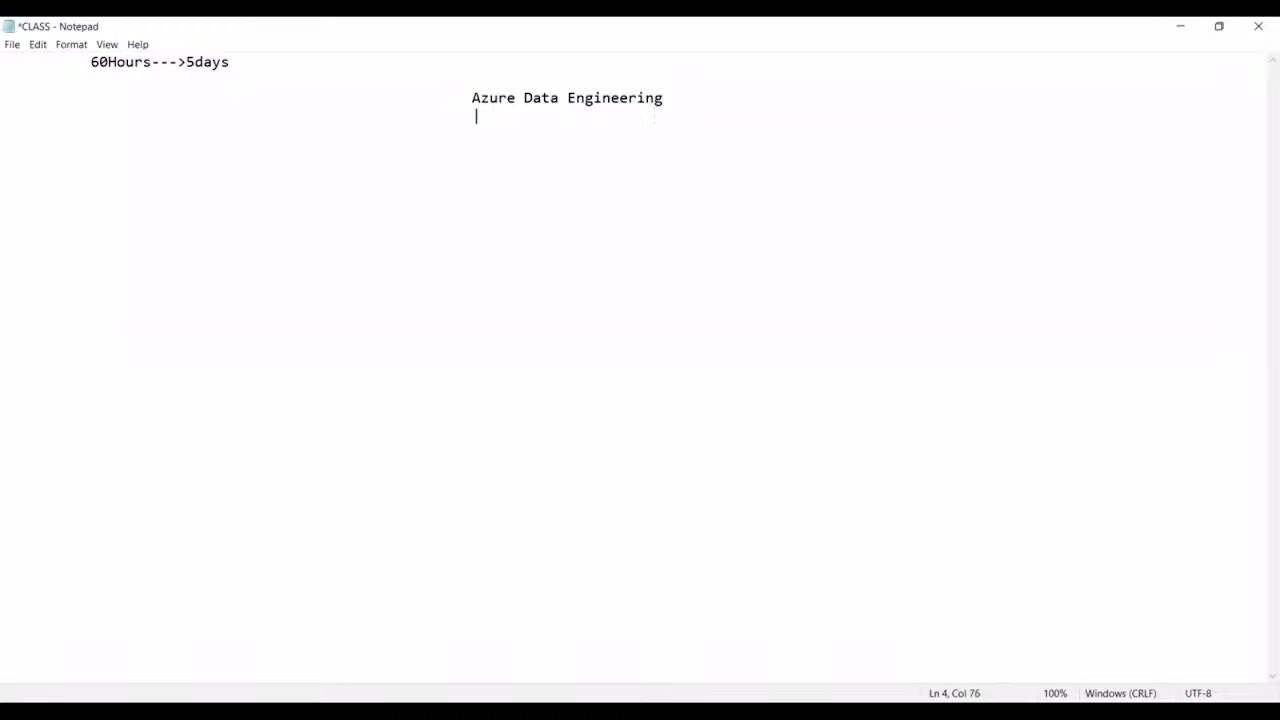 *CLASS - Notepad
File Edit Format View Help
60Hours--->5days
Azure Data Engineering
Ln 4, Col 76 100% Windows (CRLF) UTF-8